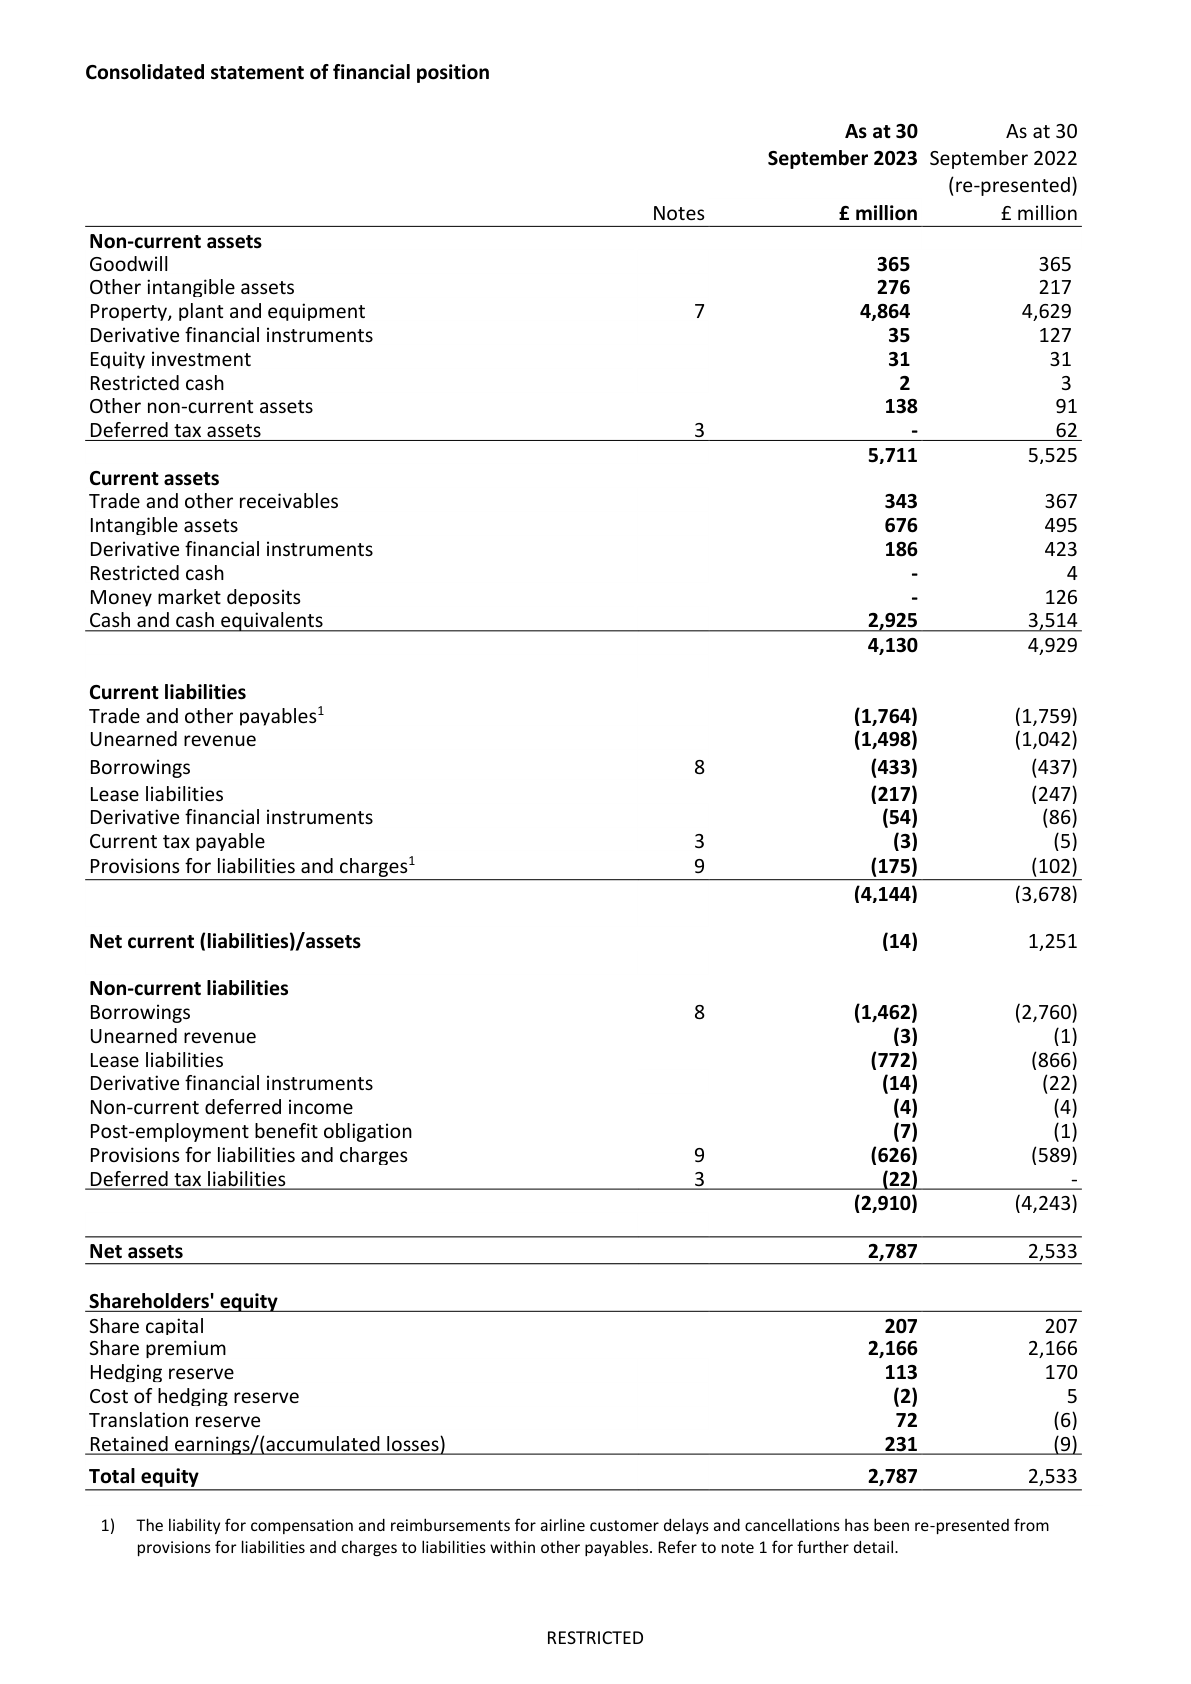 Consolidated statement of financial position
As at 30 As at 30
September 2023 September 2022
(re-presented)
Notes £ million £ million
Non-current assets
Goodwill 365 365
Other intangible assets 276 217
Property, plant and equipment 7 4,864 4,629
Derivative financial instruments 35 127
Equity investment 31 31
Restricted cash 2 3
Other non-current assets 138 91
Deferred tax assets 3 - 62
5,711 5,525
Current assets
Trade and other receivables 343 367
Intangible assets 676 495
Derivative financial instruments 186 423
Restricted cash - 4
Money market deposits - 126
Cash and cash equivalents 2,925 3,514
4,130 4,929
Current liabilities
Trade and other payables1 (1,764) (1,759)
Unearned revenue (1,498) (1,042)
Borrowings 8 (433) (437)
Lease liabilities (217) (247)
Derivative financial instruments (54) (86)
Current tax payable 3 (3) (5)
Provisions for liabilities and charges1 9 (175) (102)
(4,144) (3,678)
Net current (liabilities)/assets (14) 1,251
Non-current liabilities
Borrowings 8 (1,462) (2,760)
Unearned revenue (3) (1)
Lease liabilities (772) (866)
Derivative financial instruments (14) (22)
Non-current deferred income (4) (4)
Post-employment benefit obligation (7) (1)
Provisions for liabilities and charges 9 (626) (589)
Deferred tax liabilities 3 (22) -
(2,910) (4,243)
Net assets 2,787 2,533
Shareholders' equity
Share capital 207 207
Share premium 2,166 2,166
Hedging reserve 113 170
Cost of hedging reserve (2) 5
Translation reserve 72 (6)
Retained earnings/(accumulated losses) 231 (9)
Total equity 2,787 2,533
1) The liability for compensation and reimbursements for airline customer delays and cancellations has been re-presented from
provisions for liabilities and charges to liabilities within other payables. Refer to note 1 for further detail.
RESTRICTED